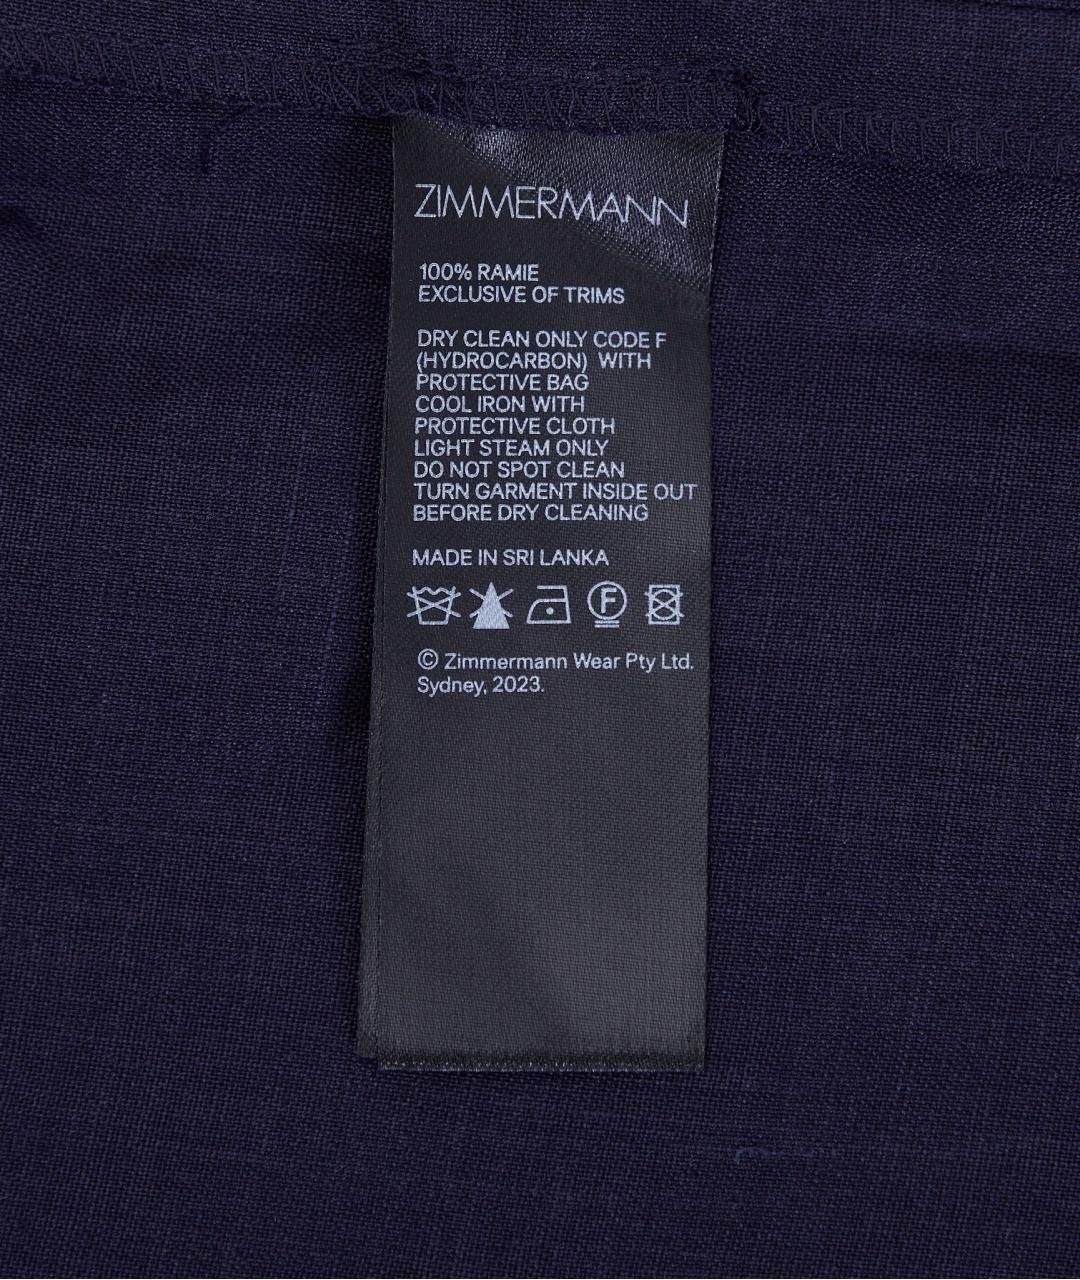 ZIMMERMANN
100% RAMIE
EXCLUSIVE OF TRIMS
DRY CLEAN ONLY CODE F
(HYDROCARBON) WITH
PROTECTIVE BAG
COOL IRON WITH
PROTECTIVE CLOTH
LIGHT STEAM ONLY
DO NOT SPOT CLEAN
TURN GARMENT INSIDE OUT
BEFORE DRY CLEANING
MADE IN SRI LANKA
F
© Zimmermann Wear Pty Ltd.
Sydney, 2023.